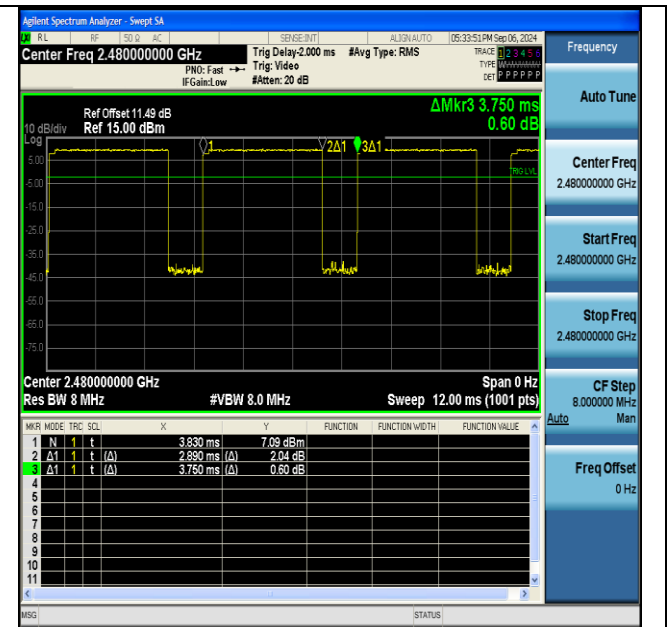 Agilent Spectrum Analyzer - Swept SA
RL RF 50 Ω AC SENSE:INT ALIGN AUTO 05:33:51 PM Sep 06, 2024
Center Freq 2.480000000 GHz Trig Delay-2.000 ms #Avg Type: RMS TRACE 1 2 3 4 5 6
PNO: Fast Trig: Video TYPE
IFGain:Low #Atten: 20 dB DET P P P P P P
Frequency
ΔMkr3 3.750 ms
0.60 dB
Ref Offset 11.49 dB
10 dB/div Ref 15.00 dBm
Log
1 2Δ1 3Δ1
TRIG LVL
5.00
-5.00
-15.0
-25.0
-35.0
-45.0
-55.0
-65.0
-75.0
Center 2.480000000 GHz Span 0 Hz
Res BW 8 MHz #VBW 8.0 MHz Sweep 12.00 ms (1001 pts)
MKR MODE TRC SCL X Y FUNCTION FUNCTION WIDTH FUNCTION VALUE
1 N 1 t 3.830 ms 7.09 dBm
2 Δ1 1 t (Δ) 2.890 ms (Δ) 2.04 dB
3 Δ1 1 t (Δ) 3.750 ms (Δ) 0.60 dB
4
5
6
7
8
9
10
11
MSG STATUS
Auto Tune
Center Freq
2.480000000 GHz
Start Freq
2.480000000 GHz
Stop Freq
2.480000000 GHz
CF Step
8.000000 MHz
Auto Man
Freq Offset
0 Hz